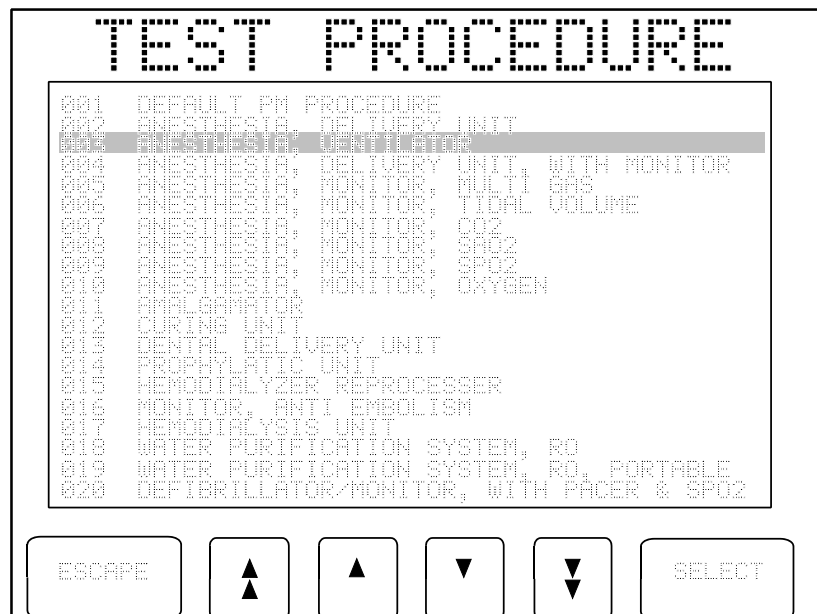 TEST PROCEDURE
001 DEFAULT PM PROCEDURE
002 ANESTHESIA, DELIVERY UNIT
003 ANESTHESIA, VENTILATOR
004 ANESTHESIA, DELIVERY UNIT, WITH MONITOR
005 ANESTHESIA, MONITOR, MULTI GAS
006 ANESTHESIA, MONITOR, TIDAL VOLUME
007 ANESTHESIA, MONITOR, CO2
008 ANESTHESIA, MONITOR, SAO2
009 ANESTHESIA, MONITOR, SPO2
010 ANESTHESIA, MONITOR, OXYGEN
011 AMALGAMATOR
012 CURING UNIT
013 DENTAL DELIVERY UNIT
014 PROPHYLATIC UNIT
015 HEMODIALYZER REPROCESSER
016 MONITOR, ANTI EMBOLISM
017 HEMODIALYSIS UNIT
018 WATER PURIFICATION SYSTEM, RO
019 WATER PURIFICATION SYSTEM, RO, PORTABLE
020 DEFIBRILLATOR/MONITOR, WITH PACER & SPO2
ESCAPE SELECT